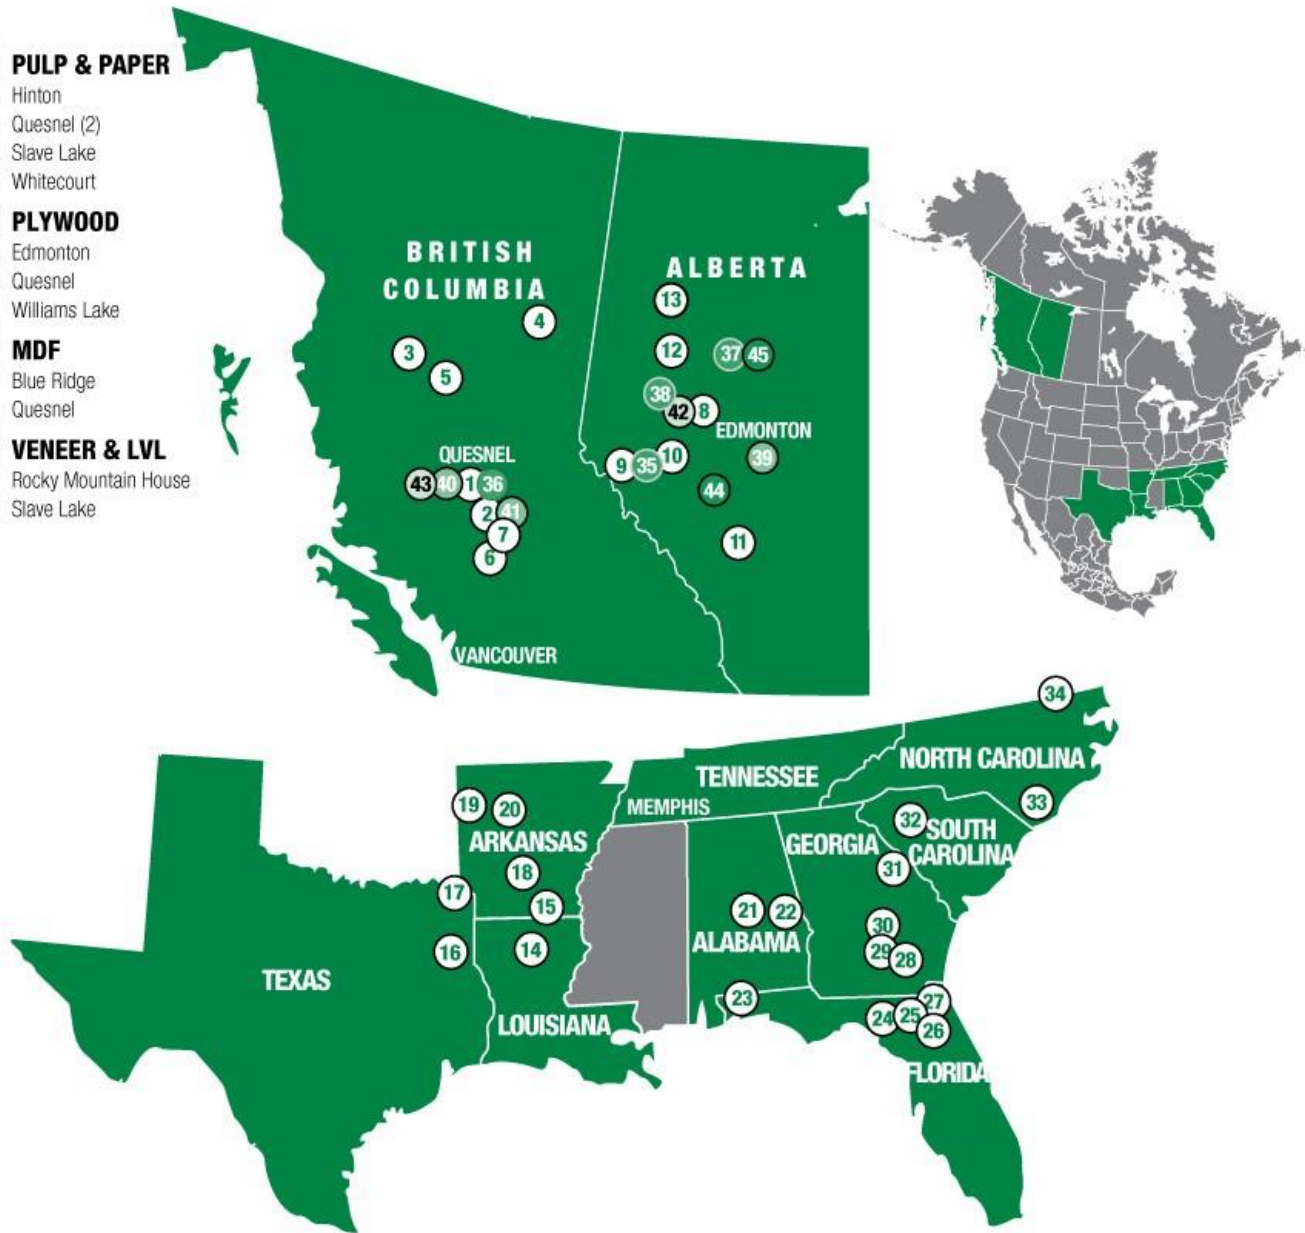 PULP & PAPER
Hinton
Quesnel (2)
Slave Lake
Whitecourt
PLYWOOD
Edmonton
Quesnel
Williams Lake
MDF
Blue Ridge
Quesnel
VENEER & LVL
Rocky Mountain House
Slave Lake
BRITISH
COLUMBIA
ALBERTA
13
4
3
12
37
45
5
38
42
8
EDMONTON
QUESNEL
9
35
10
39
43
40
1
36
44
2
41
7
11
6
VANCOUVER
34
NORTH CAROLINA
TENNESSEE
MEMPHIS
19
20
33
32
ARKANSAS
GEORGIA
SOUTH
CAROLINA
18
31
17
15
21
22
30
16
14
ALABAMA
29
28
TEXAS
23
27
LOUISIANA
24
25
26
FLORIDA